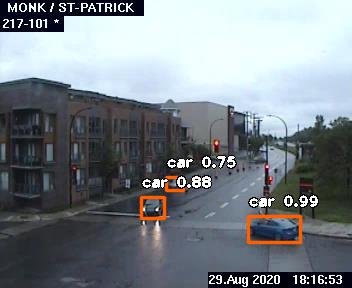 MONK / ST-PATRICK
217-101 *
car 0.75
car 0.88
car 0.99
29.Aug 2020 18:16:53